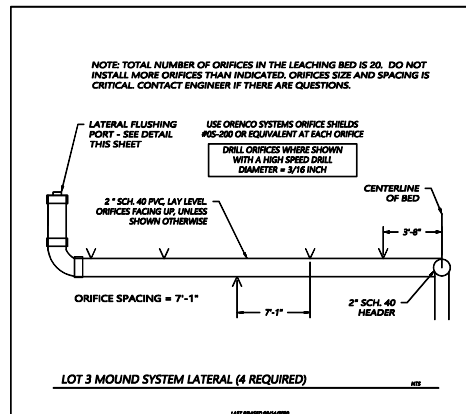 NOTE: TOTAL NUMBER OF ORIFICES IN THE LEACHING BED IS 20. DO NOT
INSTALL MORE ORIFICES THAN INDICATED. ORIFICES SIZE AND SPACING IS
CRITICAL. CONTACT ENGINEER IF THERE ARE QUESTIONS.
LATERAL FLUSHING
PORT - SEE DETAIL
THIS SHEET
USE ORENCO SYSTEMS ORIFICE SHIELDS
#OS-200 OR EQUIVALENT AT EACH ORIFICE
DRILL ORIFICES WHERE SHOWN
WITH A HIGH SPEED DRILL
DIAMETER = 3/16 INCH
CENTERLINE
OF BED
2" SCH. 40 PVC, LAY LEVEL.
ORIFICES FACING UP, UNLESS
SHOWN OTHERWISE
3'-8"
ORIFICE SPACING = 7'-1"
7'-1"
2" SCH. 40
HEADER
LOT 3 MOUND SYSTEM LATERAL (4 REQUIRED)
NTS
LAST REVISED